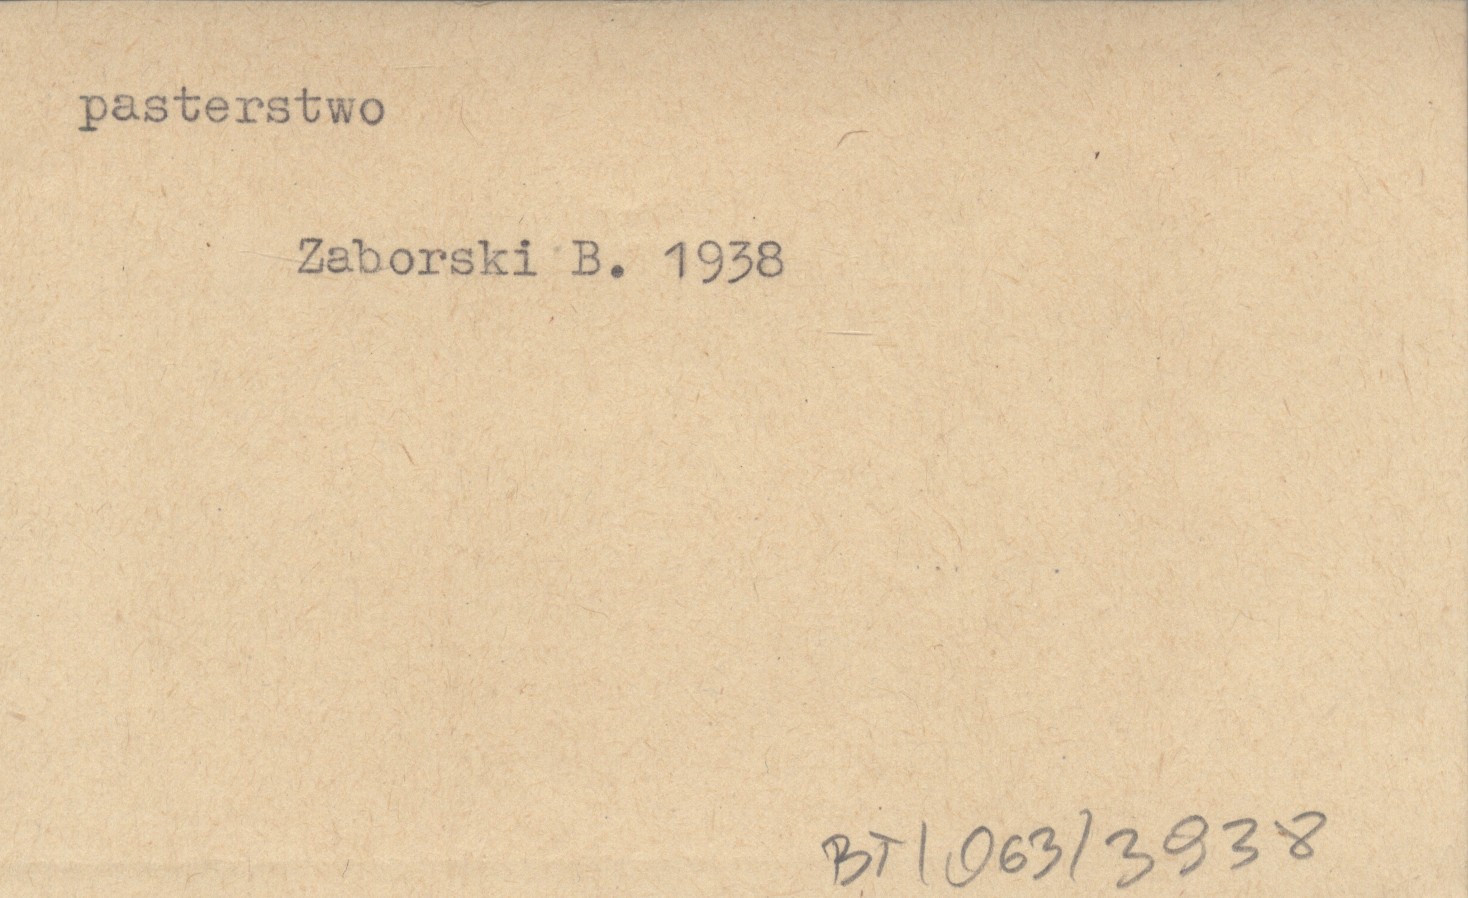 pasterstwo
Zaborski B. 1938
BT/063/3938